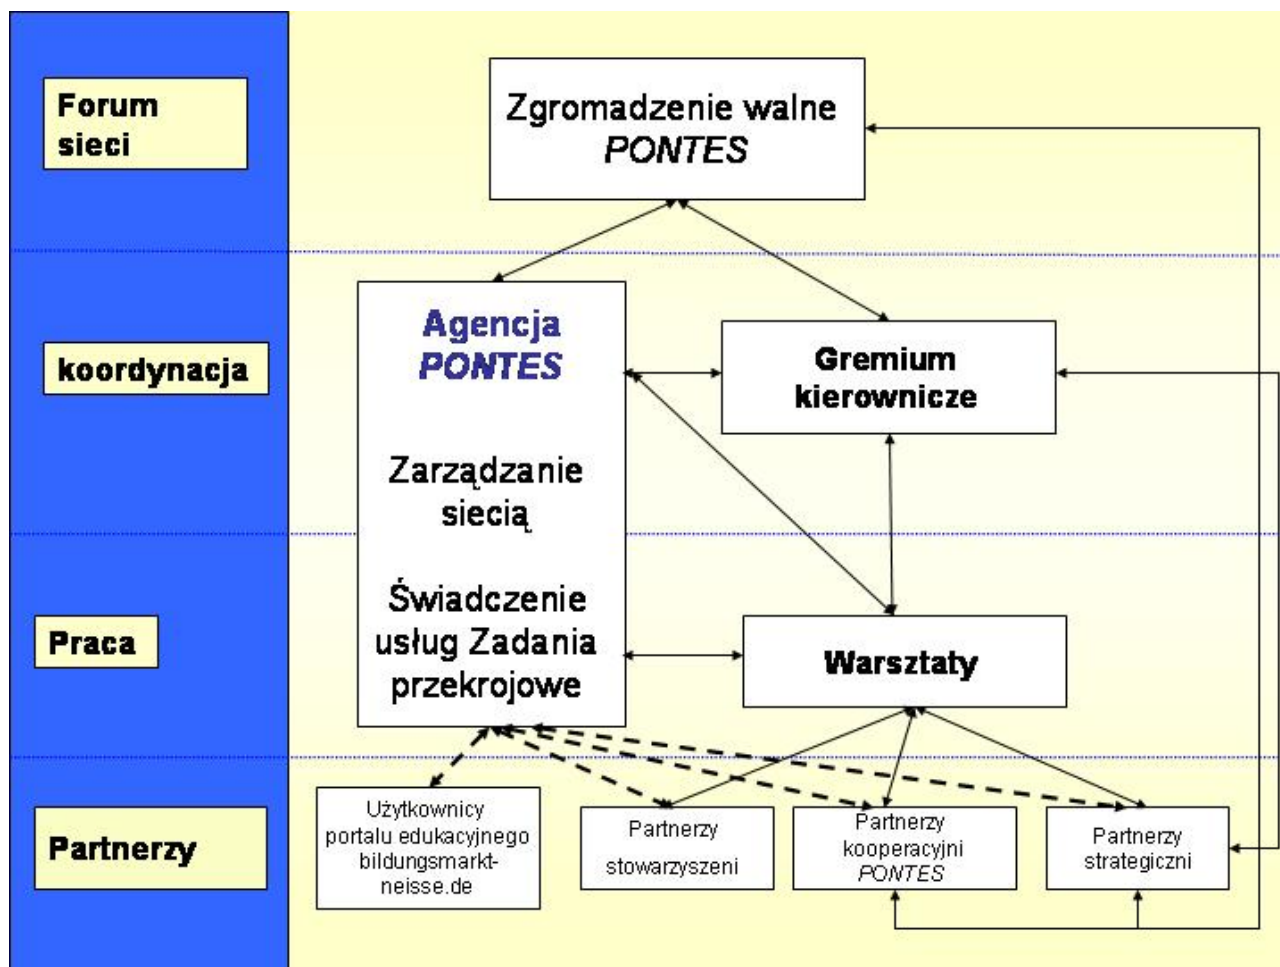 Forum
sieci
Zgromadzenie walne
PONTES
koordynacja
Agencja
PONTES
Zarządzanie
siecią
Świadczenie
usług Zadania
przekrojowe
Gremium
kierownicze
Praca
Warsztaty
Partnerzy
Użytkownicy
portalu edukacyjnego
bildungsmarkt-
neisse.de
Partnerzy
stowarzyszeni
Partnerzy
kooperacyjni
PONTES
Partnerzy
strategiczni